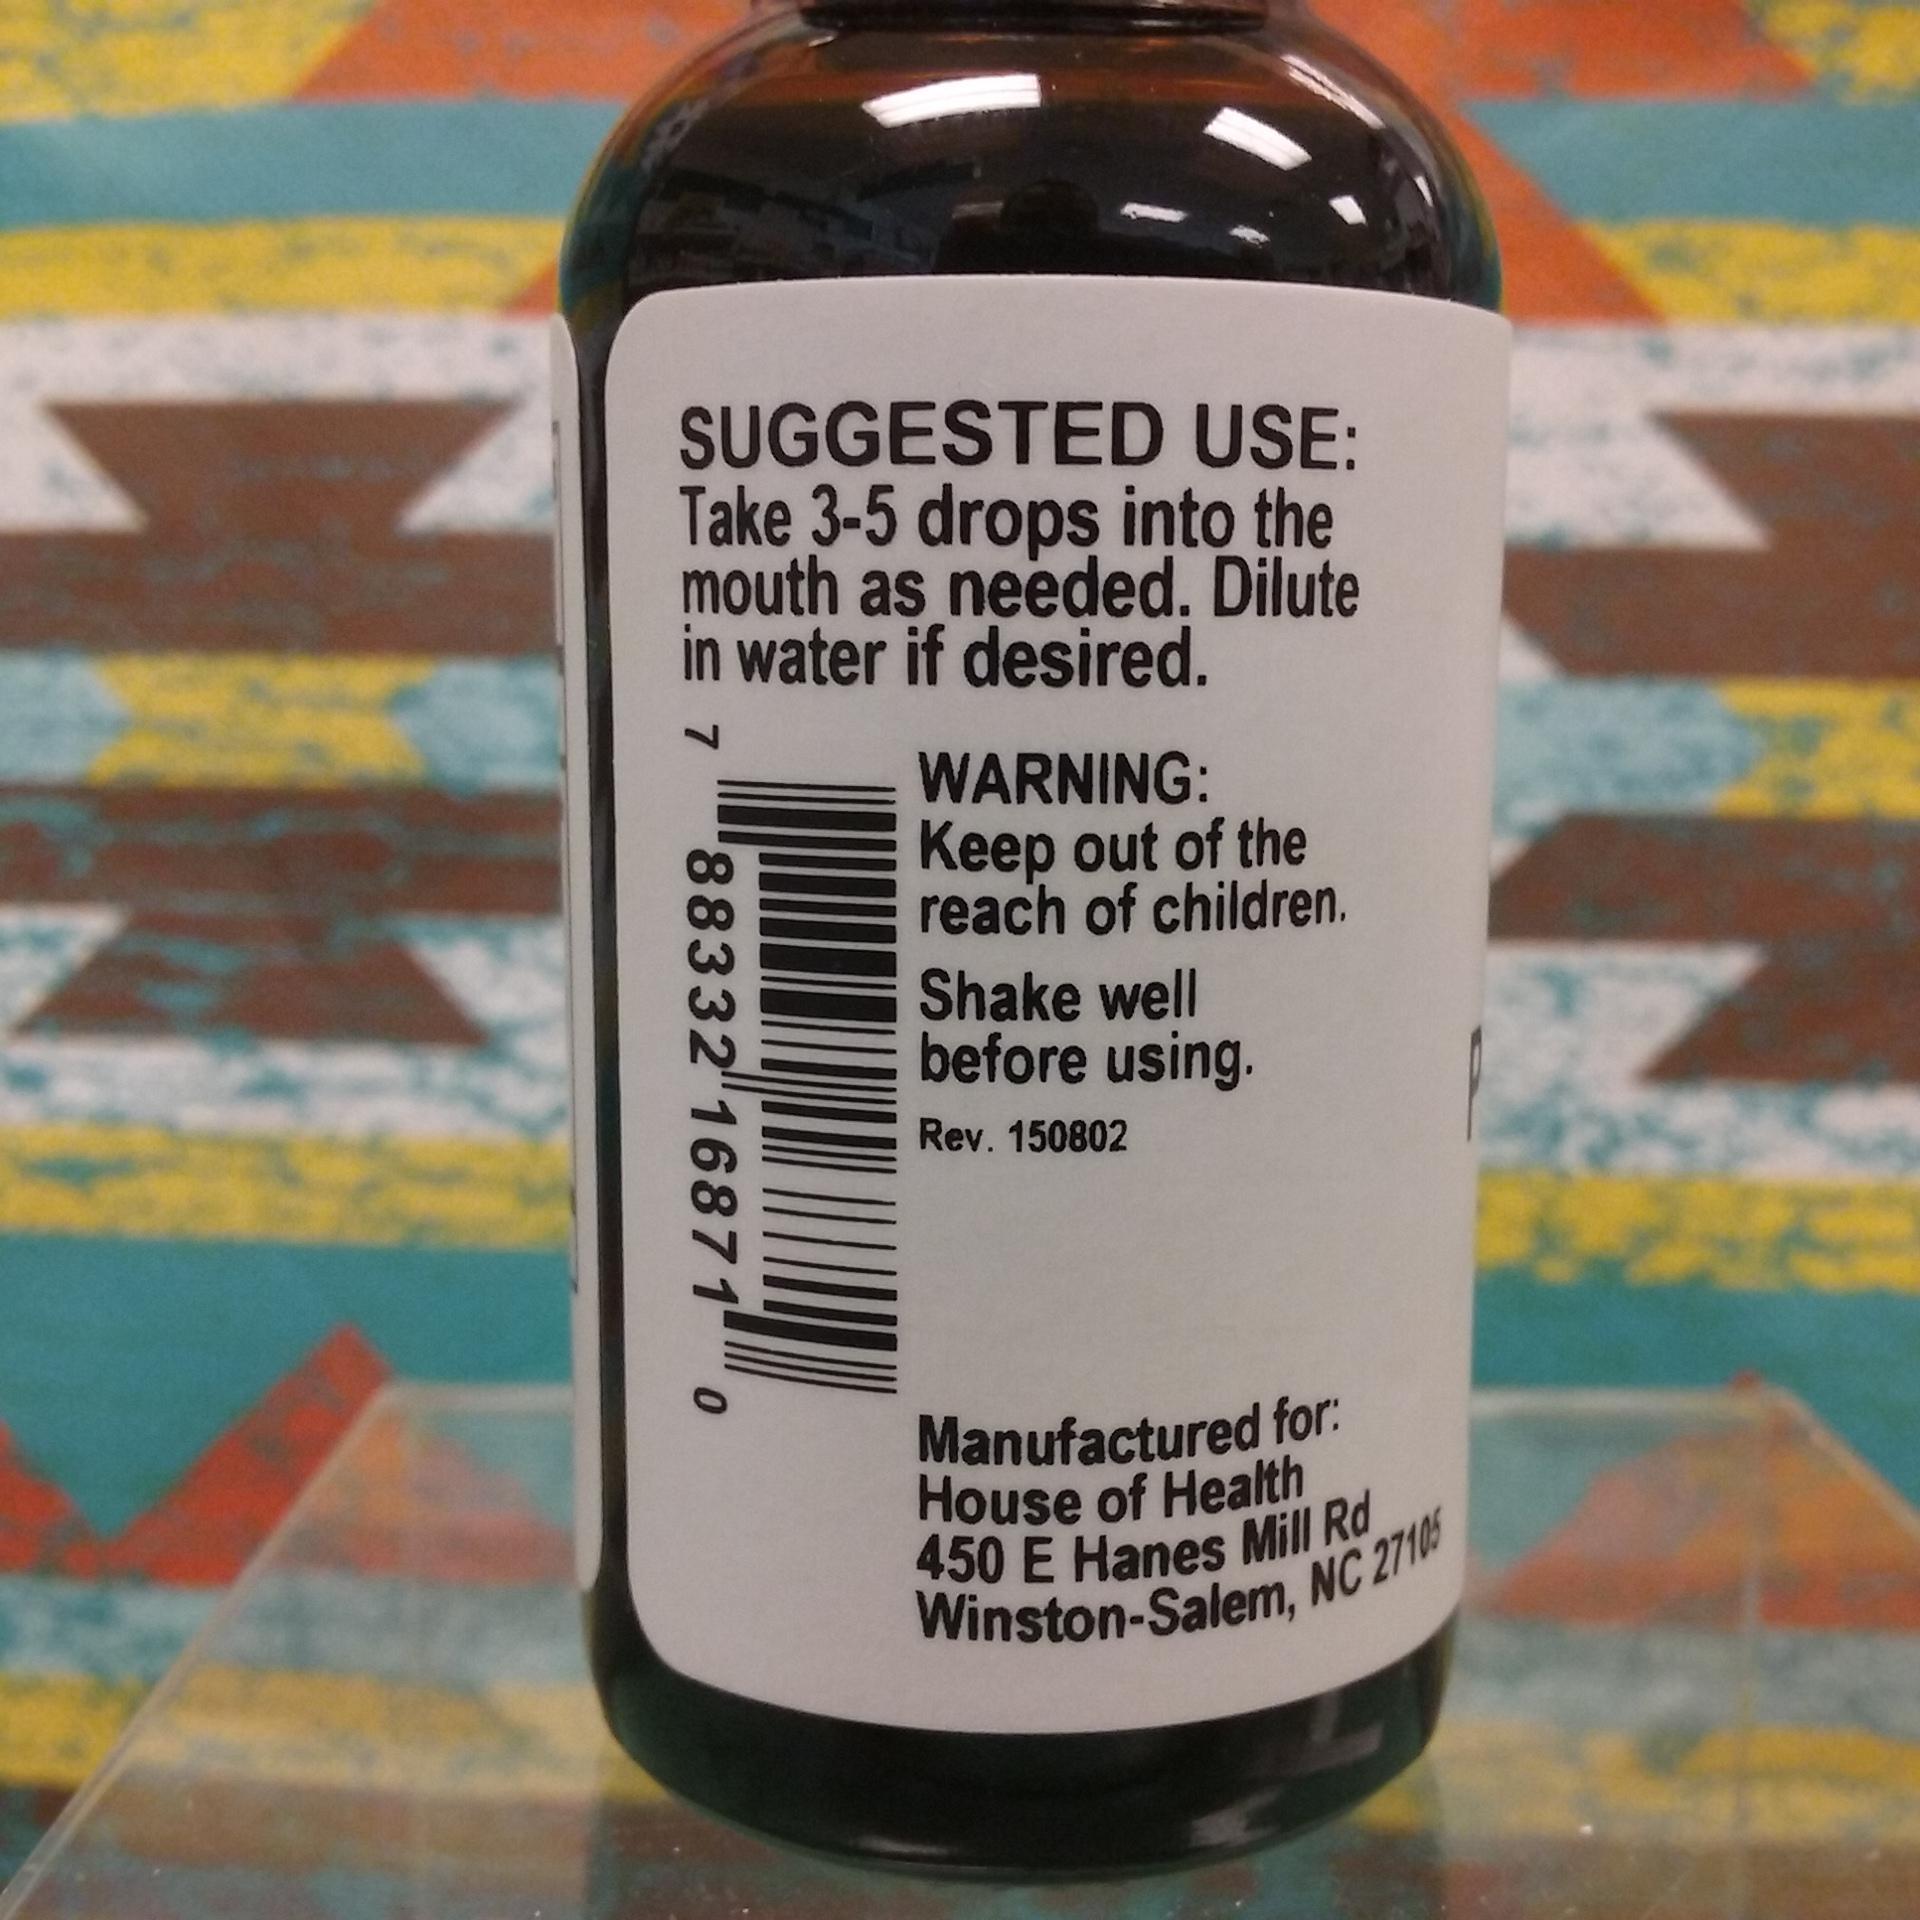 SUGGESTED USE:
Take 3-5 drops into the
mouth as needed. Dilute
in water if desired.
7 88332 16871 0
WARNING:
Keep out of the
reach of children.
Shake well
before using.
Rev. 150802
Manufactured for:
House of Health
450 E Hanes Mill Rd
Winston-Salem, NC 27105